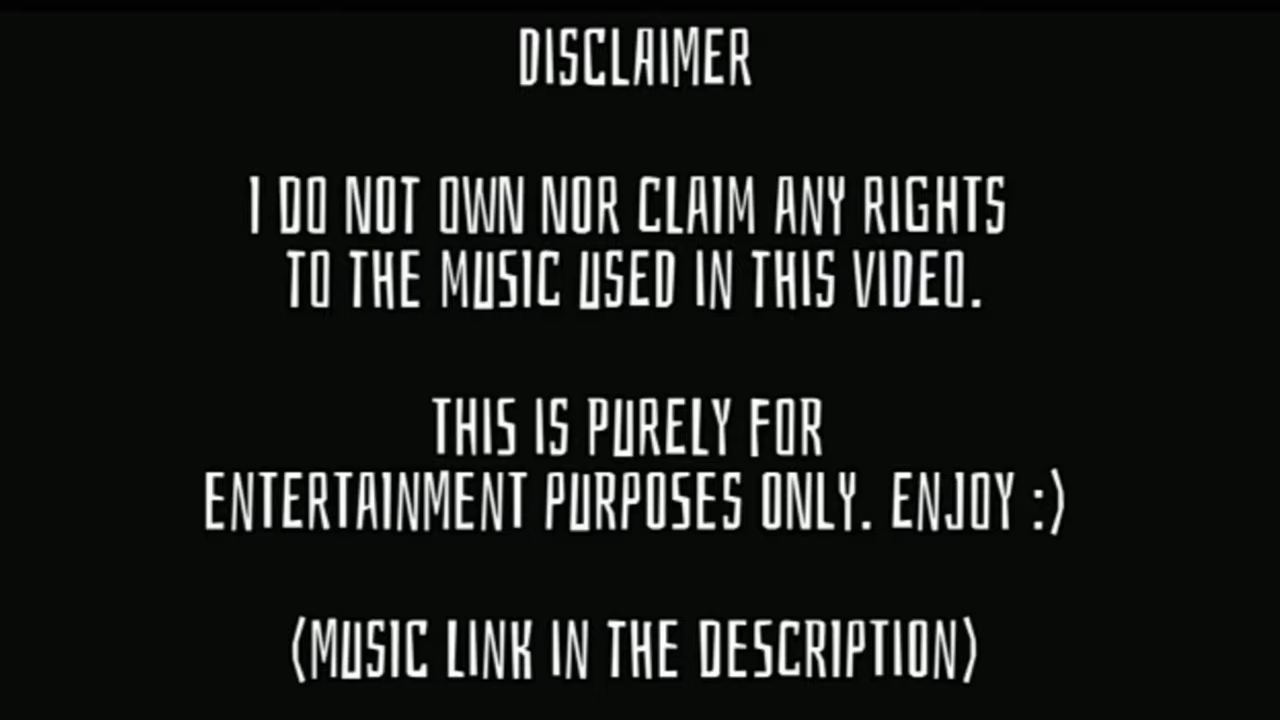 DISCLAIMER
I DO NOT OWN NOR CLAIM ANY RIGHTS
TO THE MUSIC USED IN THIS VIDEO.
THIS IS PURELY FOR
ENTERTAINMENT PURPOSES ONLY. ENJOY :)
(MUSIC LINK IN THE DESCRIPTION)